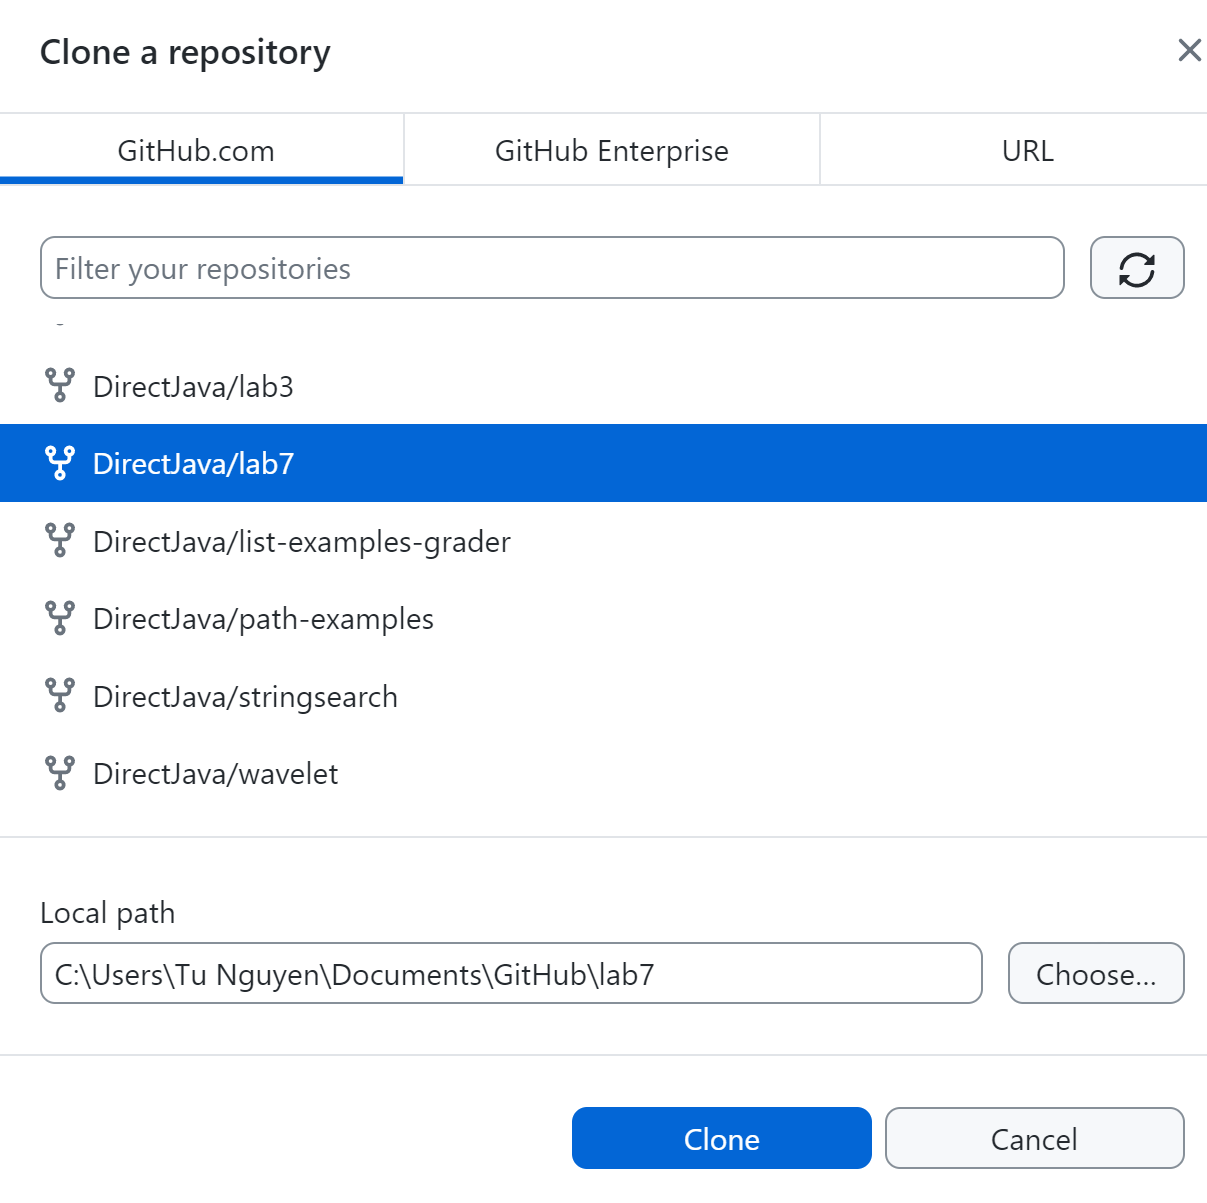 Clone a repository
GitHub.com
GitHub Enterprise
URL
Filter your repositories
DirectJava/lab3
DirectJava/lab7
DirectJava/list-examples-grader
DirectJava/path-examples
DirectJava/stringsearch
DirectJava/wavelet
Local path
C:\Users\Tu Nguyen\Documents\GitHub\lab7
Choose...
Clone
Cancel